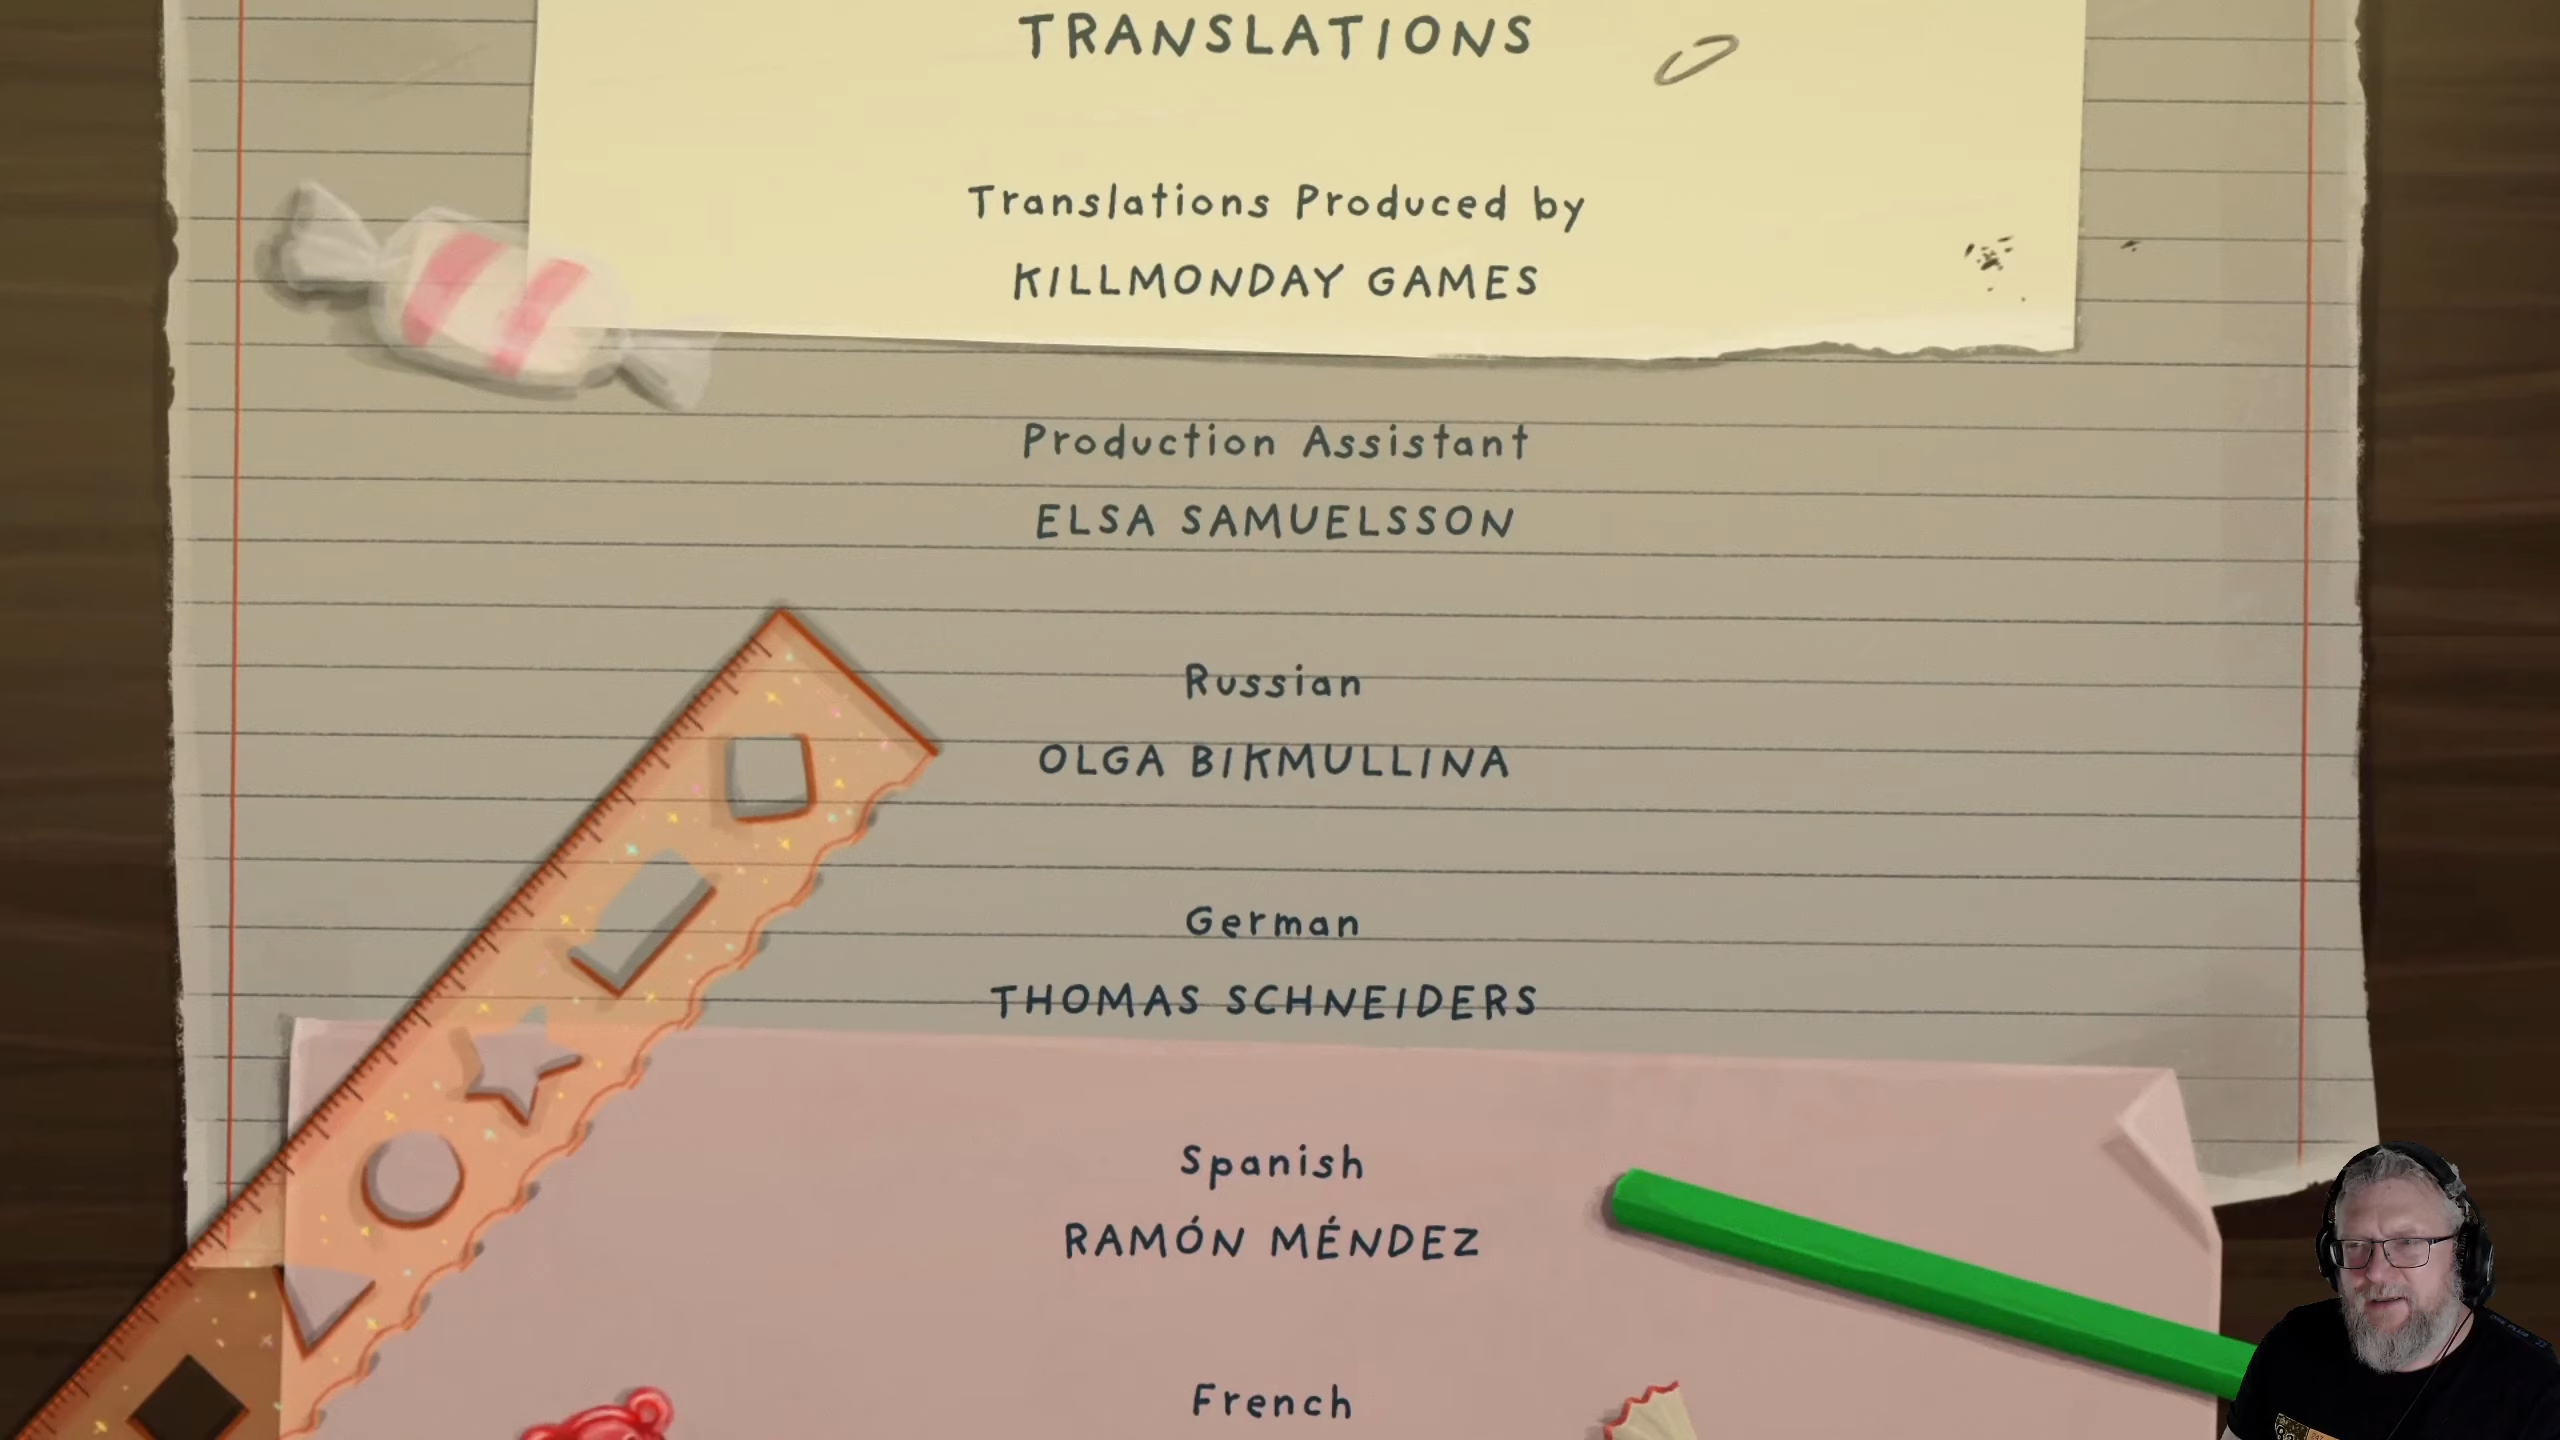 TRANSLATIONS
Translations Produced by
KILLMONDAY GAMES
Production Assistant
ELSA SAMUELSSON
Russian
OLGA BIKMULLINA
German
THOMAS SCHNEIDERS
Spanish
RAMÓN MÉNDEZ
French